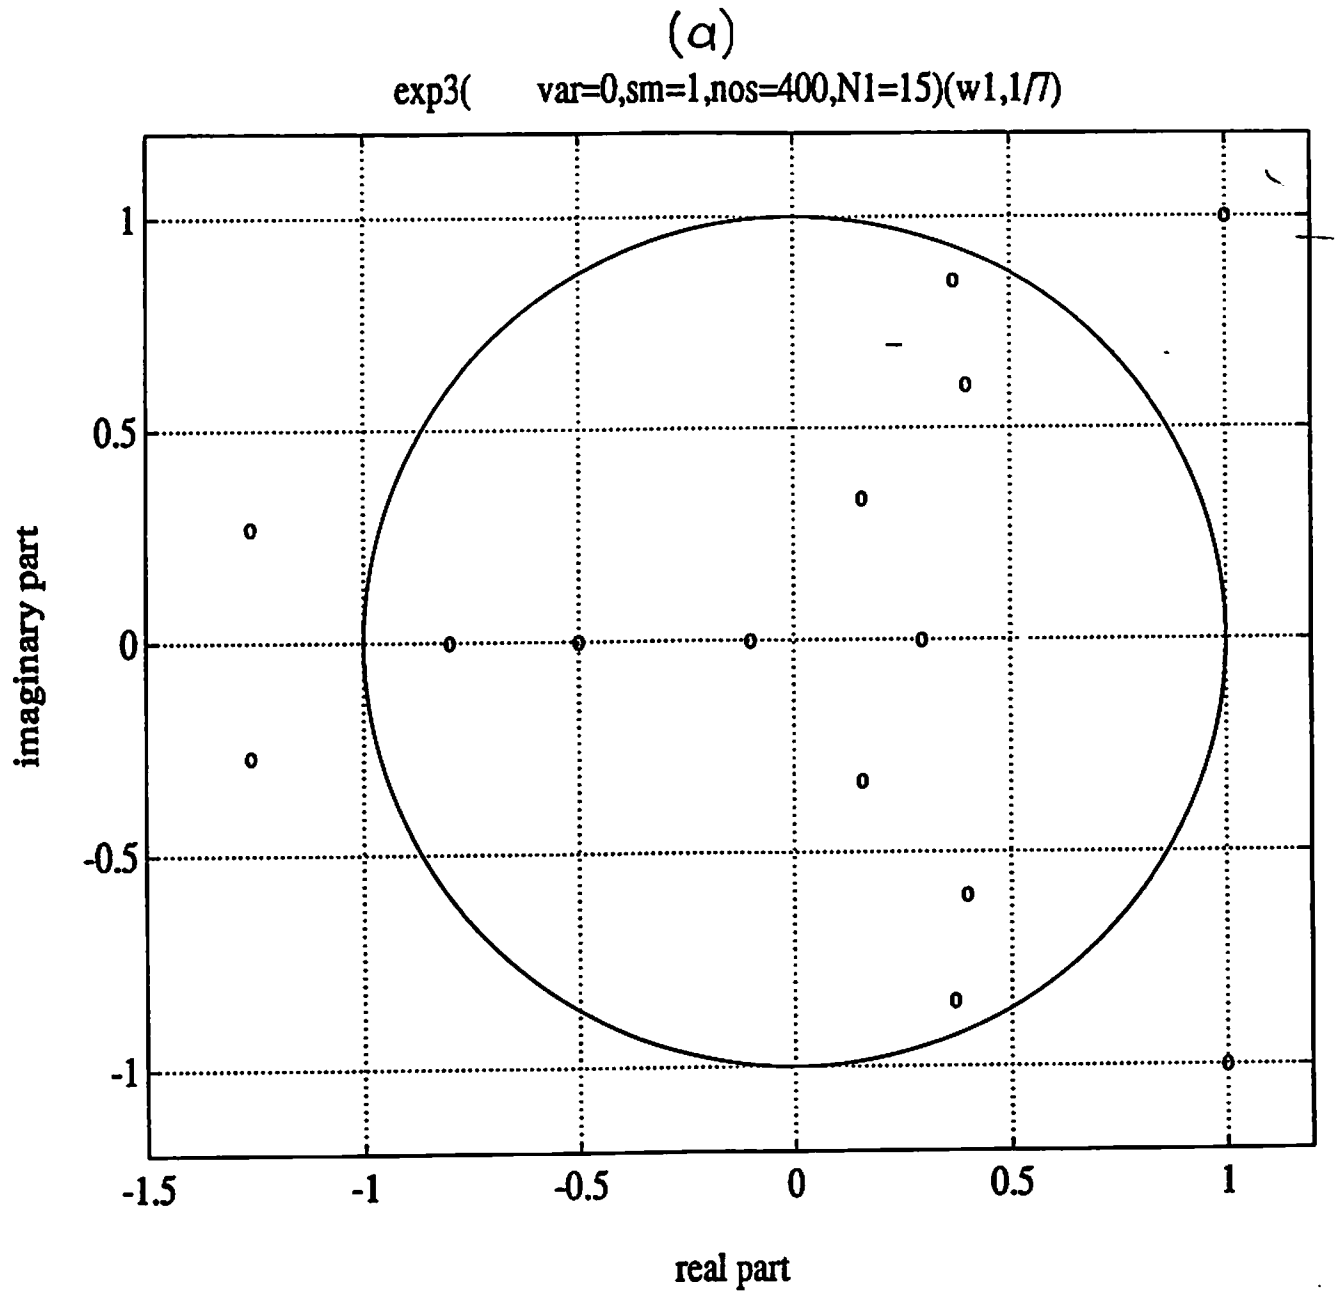 (a)
exp3( var=0,sm=1,nos=400,N1=15)(w1,1/7)
1
0.5
0
-0.5
-1
imaginary part
-1.5 -1 -0.5 0 0.5 1
real part